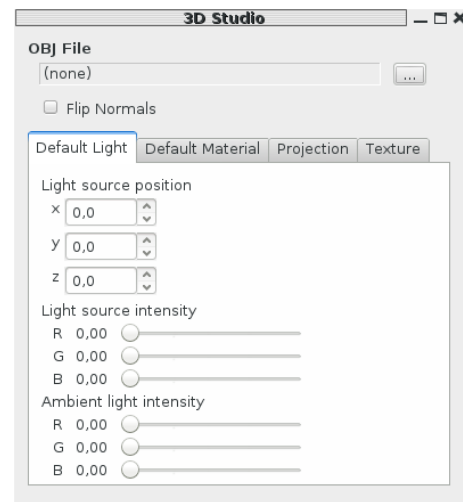 3D Studio
OBJ File
(none) ...
Flip Normals
Default Light Default Material Projection Texture
Light source position
x 0,0
y 0,0
z 0,0
Light source intensity
R 0,00
G 0,00
B 0,00
Ambient light intensity
R 0,00
G 0,00
B 0,00